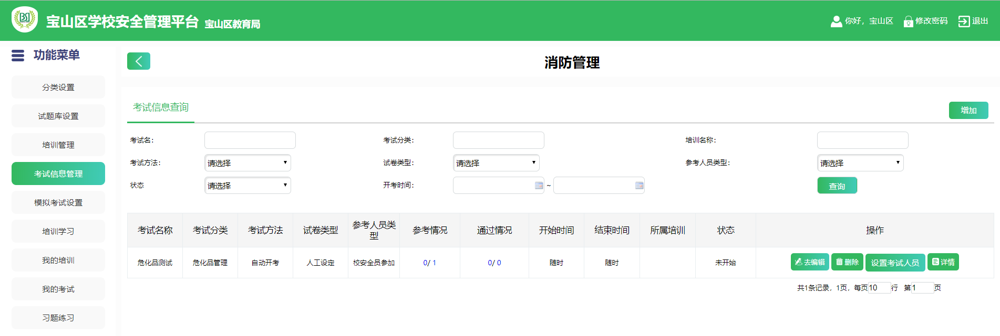 宝山区学校安全管理平台 宝山区教育局
你好，宝山区 修改密码 退出
功能菜单
分类设置
试题库设置
培训管理
考试信息管理
模拟考试设置
培训学习
我的培训
我的考试
习题练习
消防管理
考试信息查询
增加
考试名： 考试分类： 培训名称：
考试方法： 请选择 试卷类型： 请选择 参考人员类型： 请选择
状态 请选择 开考时间： ~ 查询
考试名称 考试分类 考试方法 试卷类型 参考人员类型 参考情况 通过情况 开始时间 结束时间 所属培训 状态 操作
危化品测试 危化品管理 自动开考 人工设定 校安全员参加 0/ 1 0/ 0 随时 随时 未开始 去编辑 删除 设置考试人员 详情
共1条记录，1页，每页10行 第1页